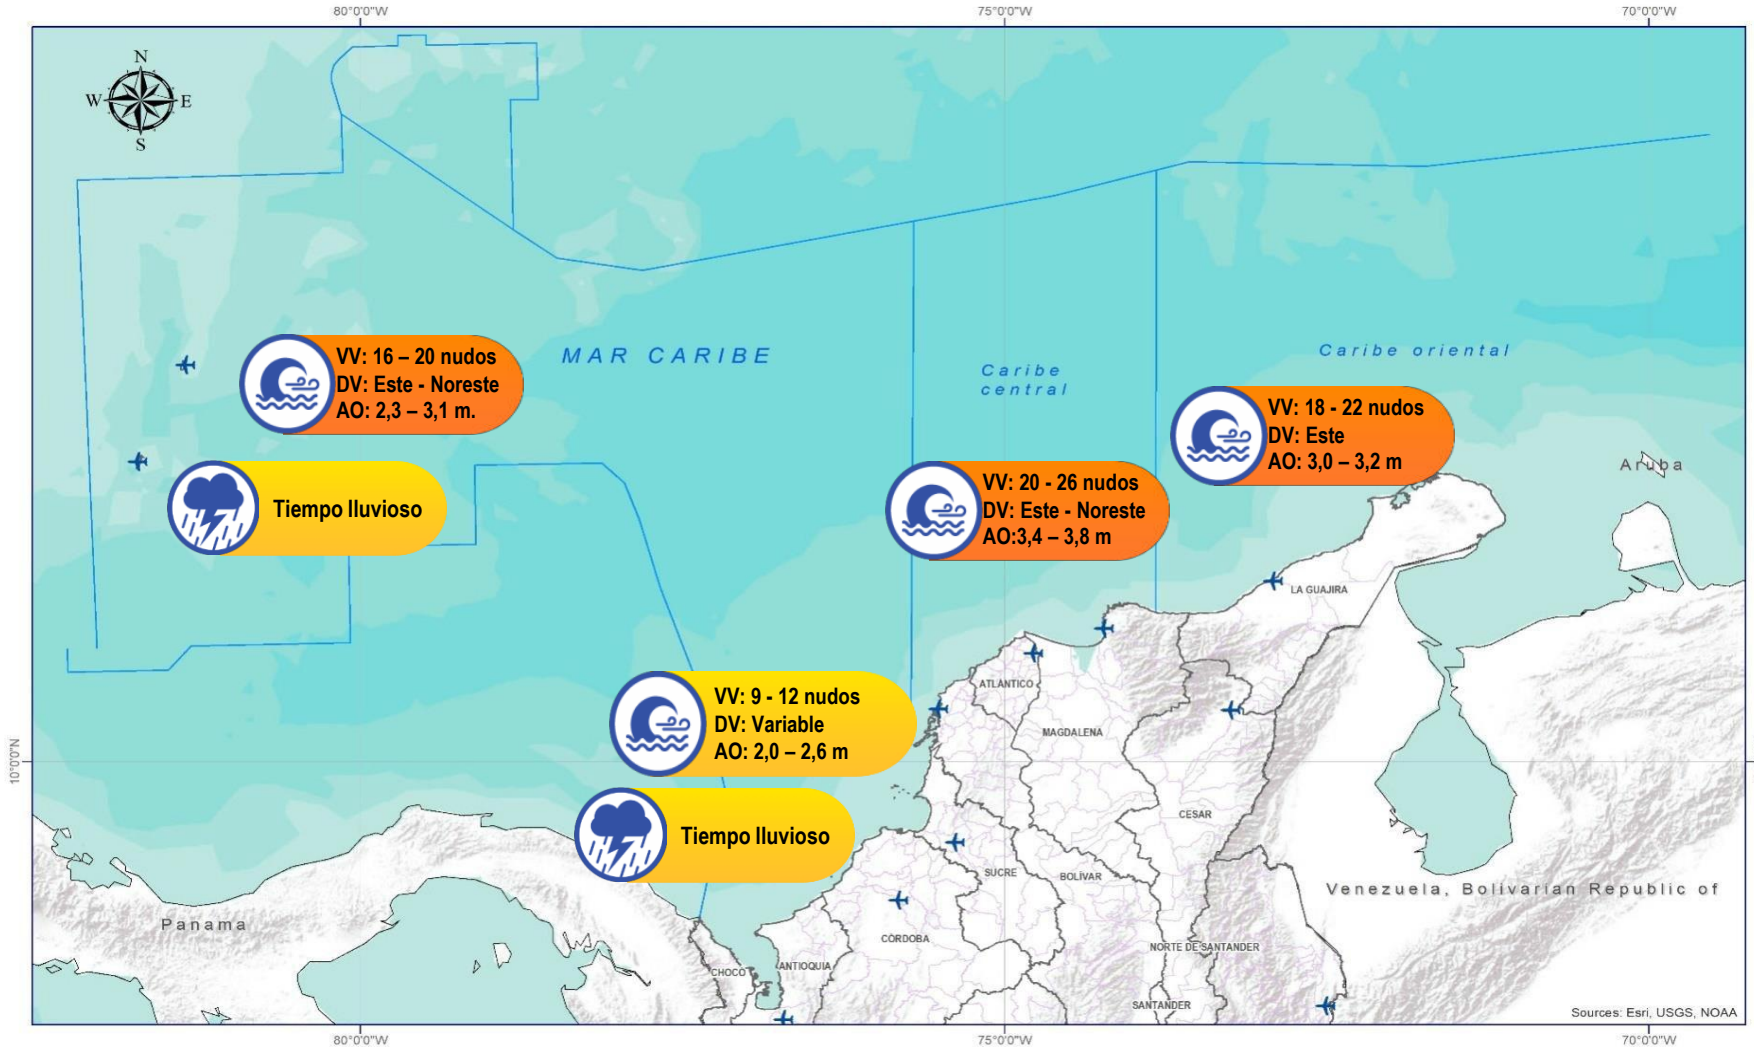 80°0'0"W
75°0'0"W
70°0'0"W
N
W
E
S
MAR CARIBE
Caribe
central
Caribe oriental
VV: 16 – 20 nudos
DV: Este - Noreste
AO: 2,3 – 3,1 m.
Tiempo lluvioso
VV: 20 - 26 nudos
DV: Este - Noreste
AO:3,4 – 3,8 m
VV: 18 - 22 nudos
DV: Este
AO: 3,0 – 3,2 m
Aruba
LA GUAJIRA
VV: 9 - 12 nudos
DV: Variable
AO: 2,0 – 2,6 m
Tiempo lluvioso
ATLÁNTICO
MAGDALENA
CESAR
SUCRE
BOLÍVAR
CÓRDOBA
NORTE DE SANTANDER
ANTIOQUIA
CHOCÓ
SANTANDER
Panama
Venezuela, Bolivarian Republic of
10°0'0"N
Sources: Esri, USGS, NOAA
80°0'0"W
75°0'0"W
70°0'0"W